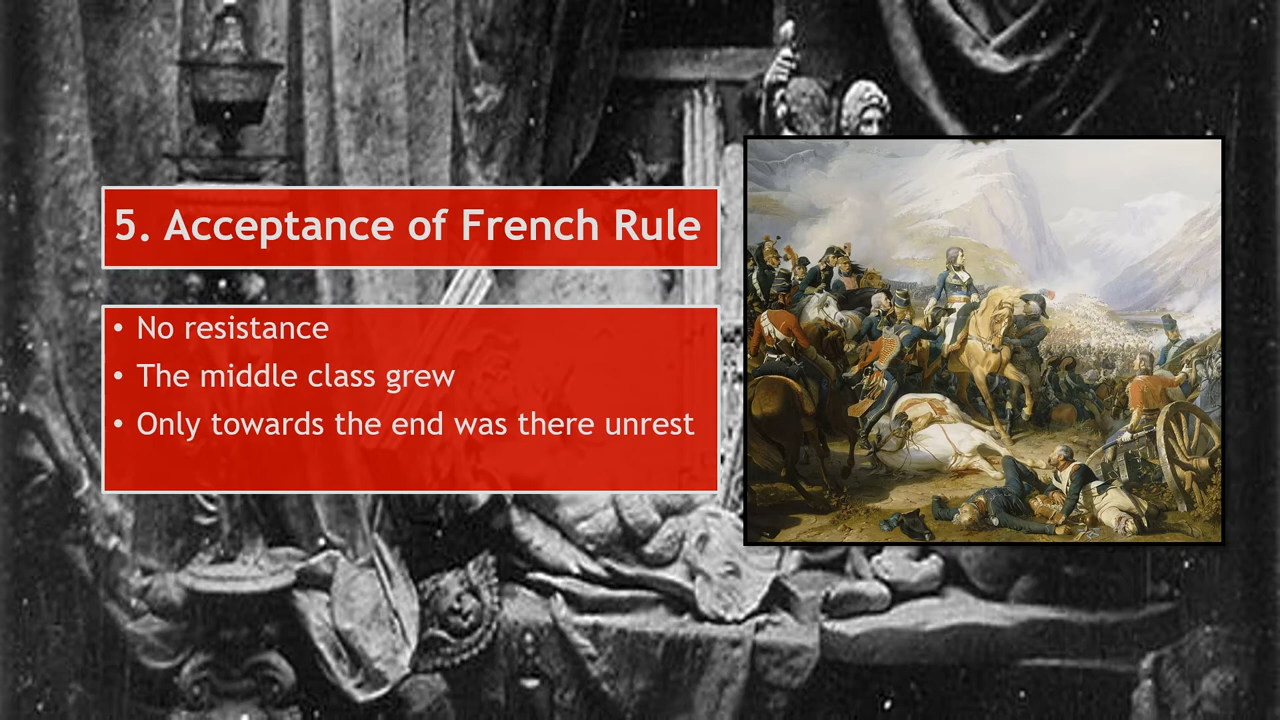 5. Acceptance of French Rule
• No resistance
• The middle class grew
• Only towards the end was there unrest